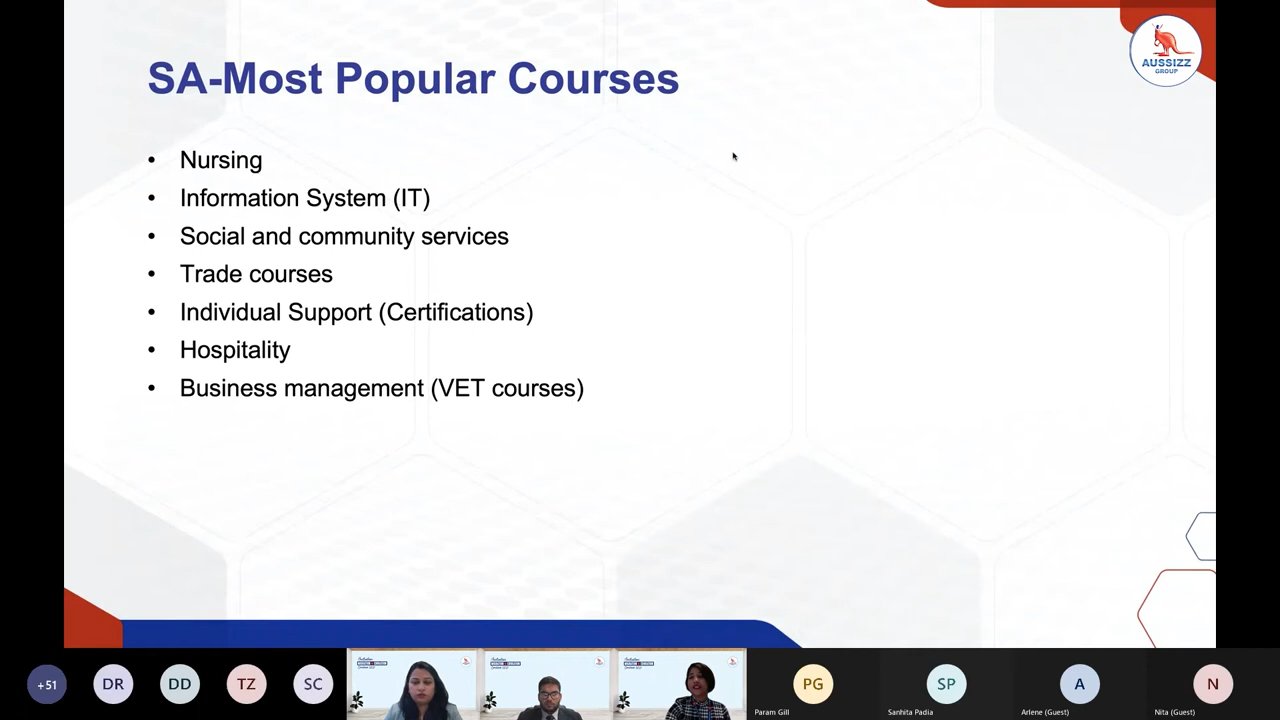 SA-Most Popular Courses
AUSSIZZ
GROUP
• Nursing
• Information System (IT)
• Social and community services
• Trade courses
• Individual Support (Certifications)
• Hospitality
• Business management (VET courses)
+51
DR
DD
TZ
SC
PG
SP
A
N
Param Gill
Sanhita Padia
Arlene (Guest)
Nita (Guest)